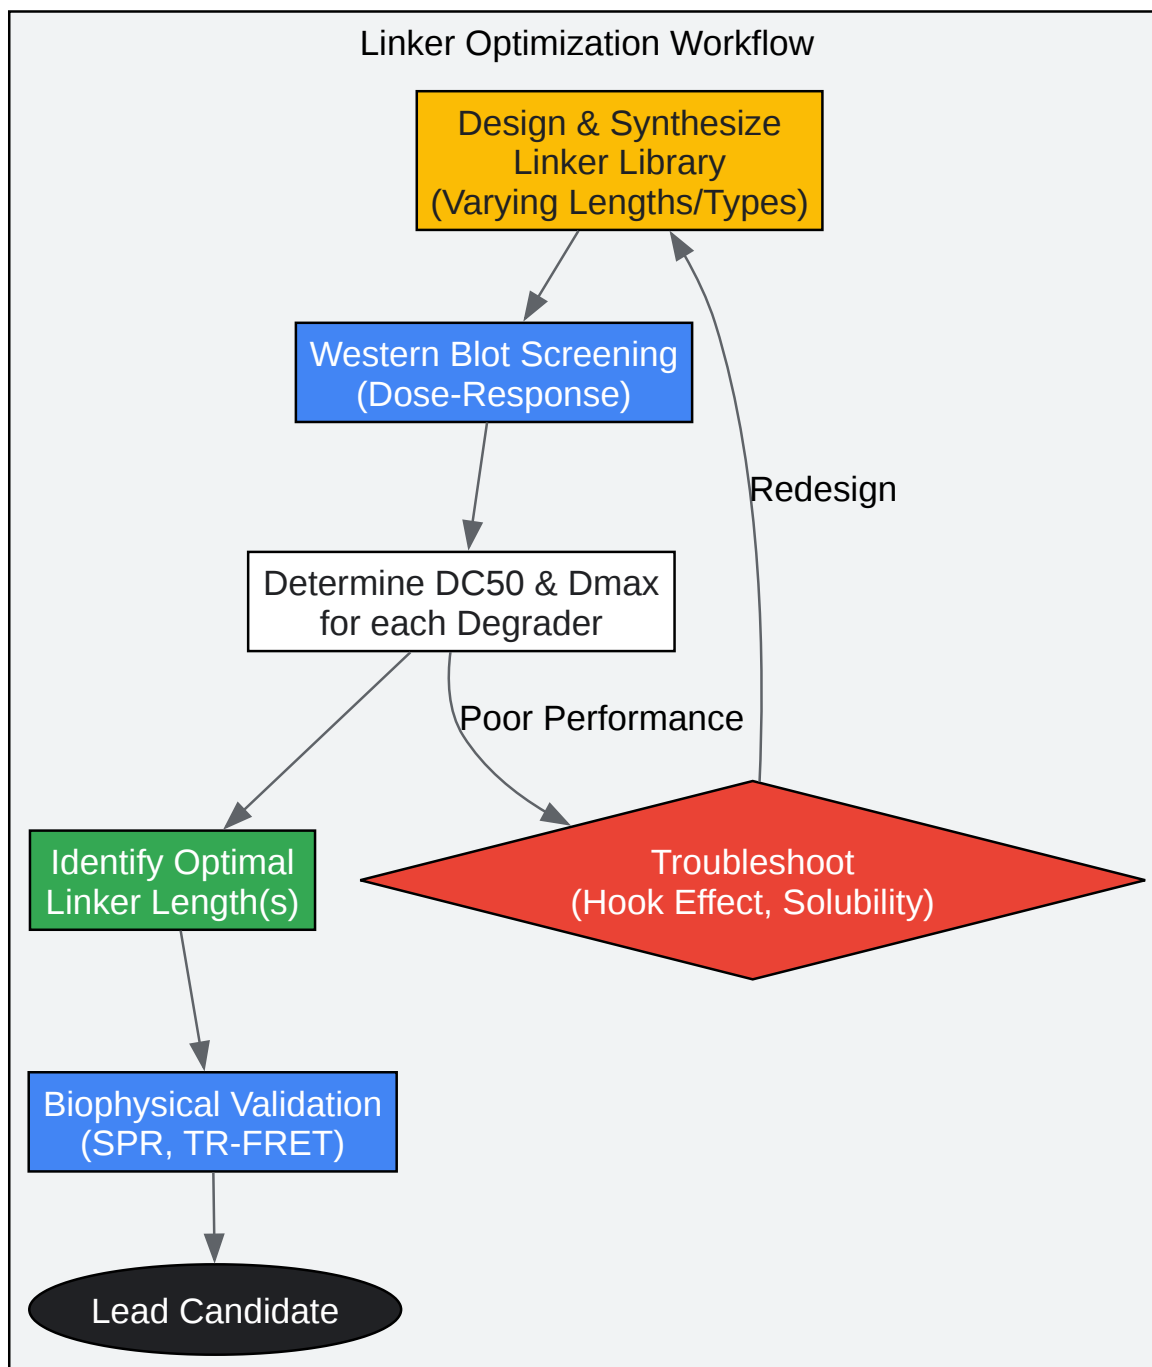 Linker Optimization Workflow
Design & Synthesize
Linker Library
(Varying Lengths/Types)
Western Blot Screening
(Dose-Response)
Redesign
Determine DC50 & Dmax
for each Degrader
Poor Performance
Identify Optimal
Linker Length(s)
Troubleshoot
(Hook Effect, Solubility)
Biophysical Validation
(SPR, TR-FRET)
Lead Candidate